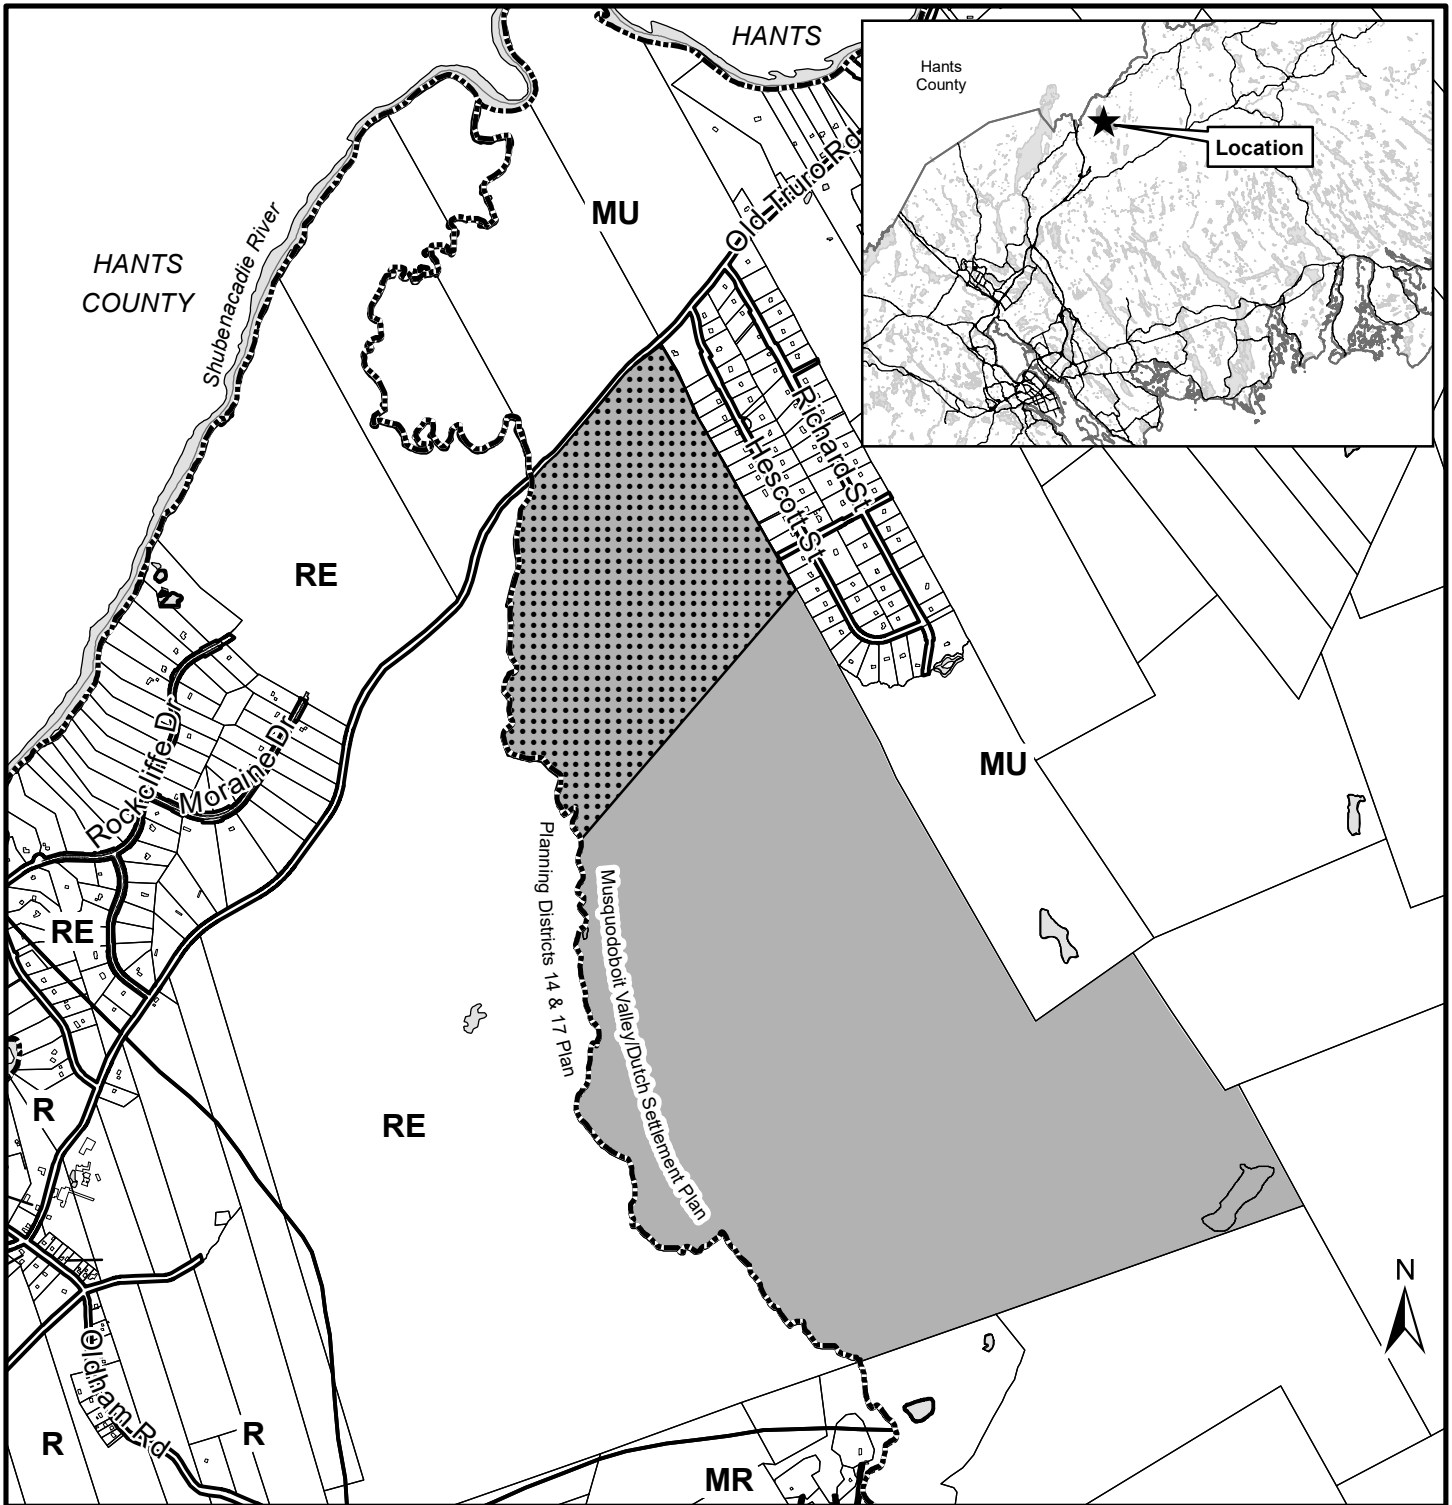 HANTS
Hants
County
Location
Old Truro Rd
MU
Shubenacadie River
HANTS
COUNTY
Richard St
Hescott St
RE
MU
Rockcliffe Dr
Moraine Dr
Planning Districts 14 & 17 Plan
Musquodoboit Valley/Dutch Settlement Plan
RE
R
RE
N
Oldham Rd
R
R
MR